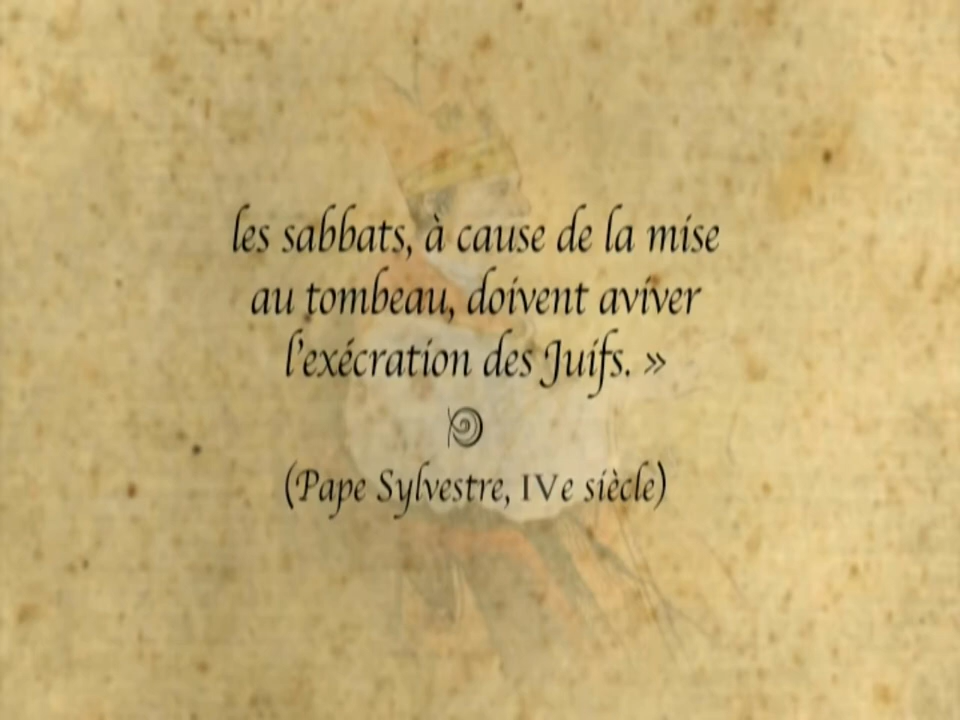 les sabbats, à cause de la mise
au tombeau, doivent aviver
l'exécration des Juifs. »
(Pape Sylvestre, IVe siècle)